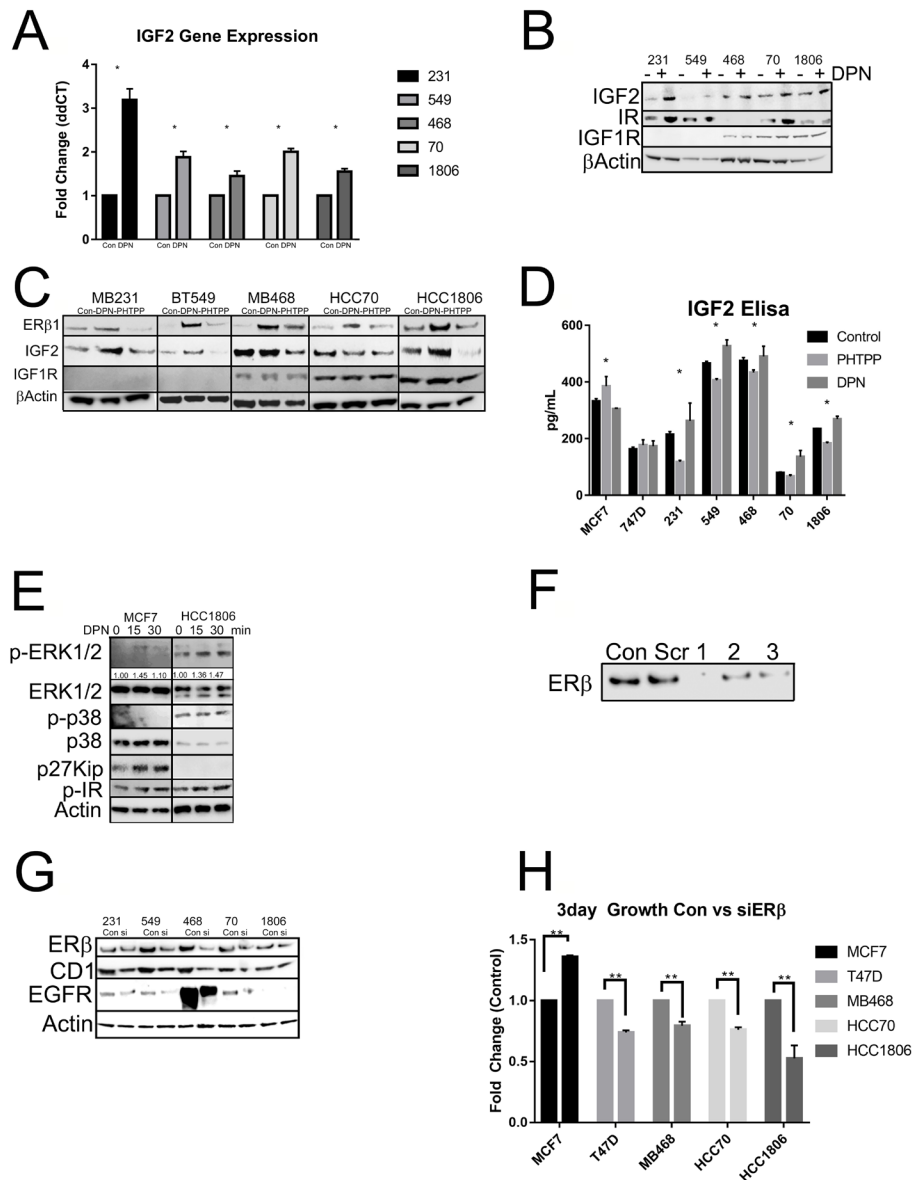 A
IGF2 Gene Expression
Fold Change (ddCT)
4
3
2
1
0
*
*
*
*
*
Con DPN
Con DPN
Con DPN
Con DPN
Con DPN
231
549
468
70
1806
B
231 549 468 70 1806
- + - + - + - + - + DPN
IGF2
IR
IGF1R
βActin
C
MB231 BT549 MB468 HCC70 HCC1806
Con-DPN-PHTPP Con-DPN-PHTPP Con-DPN-PHTPP Con-DPN-PHTPP Con-DPN-PHTPP
ERβ1
IGF2
IGF1R
βActin
D
IGF2 Elisa
pg/mL
600
400
200
0
*
*
*
*
*
*
MCF7
747D
231
549
468
70
1806
Control
PHTPP
DPN
E
MCF7 HCC1806
DPN 0 15 30 0 15 30 min
p-ERK1/2
1.00 1.45 1.10 1.00 1.36 1.47
ERK1/2
p-p38
p38
p27Kip
p-IR
Actin
F
Con Scr 1 2 3
ERβ
G
231 549 468 70 1806
Con si Con si Con si Con si Con si
ERβ
CD1
EGFR
Actin
H
3day Growth Con vs siERβ
Fold Change (Control)
1.5
1.0
0.5
0.0
**
**
**
**
**
MCF7
T47D
MB468
HCC70
HCC1806
MCF7
T47D
MB468
HCC70
HCC1806